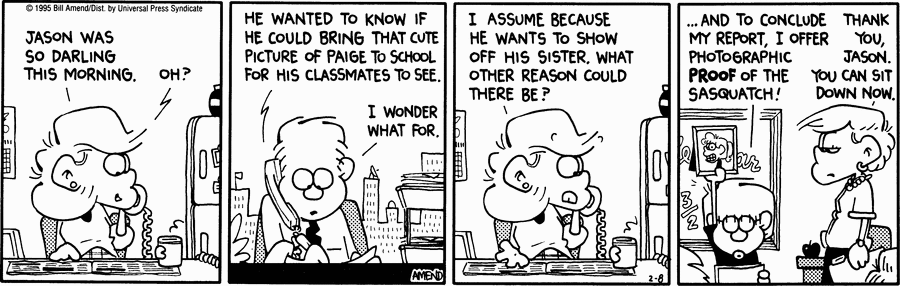 © 1995 Bill Amend/Dist. by Universal Press Syndicate
JASON WAS
SO DARLING
THIS MORNING.
OH?
HE WANTED TO KNOW IF
HE COULD BRING THAT CUTE
PICTURE OF PAIGE TO SCHOOL
FOR HIS CLASSMATES TO SEE.
I WONDER
WHAT FOR.
AMEND
I ASSUME BECAUSE
HE WANTS TO SHOW
OFF HIS SISTER. WHAT
OTHER REASON COULD
THERE BE?
2-8
...AND TO CONCLUDE
MY REPORT, I OFFER
PHOTOGRAPHIC
PROOF OF THE
SASQUATCH!
THANK
YOU,
JASON.
YOU CAN SIT
DOWN NOW.